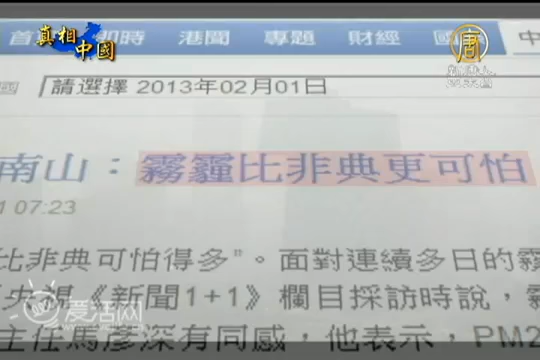 真相
中國
首頁 即時 港聞 專題 財經 國 中
新唐人
請選擇 2013年02月01日
南山：霧霾比非典更可怕
1 07:23
比非典可怕得多"。面對連續多日的霧
央視《新聞1+1》欄目採訪時說，霧
愛活网
主任馬彥深有同感，他表示，PM2